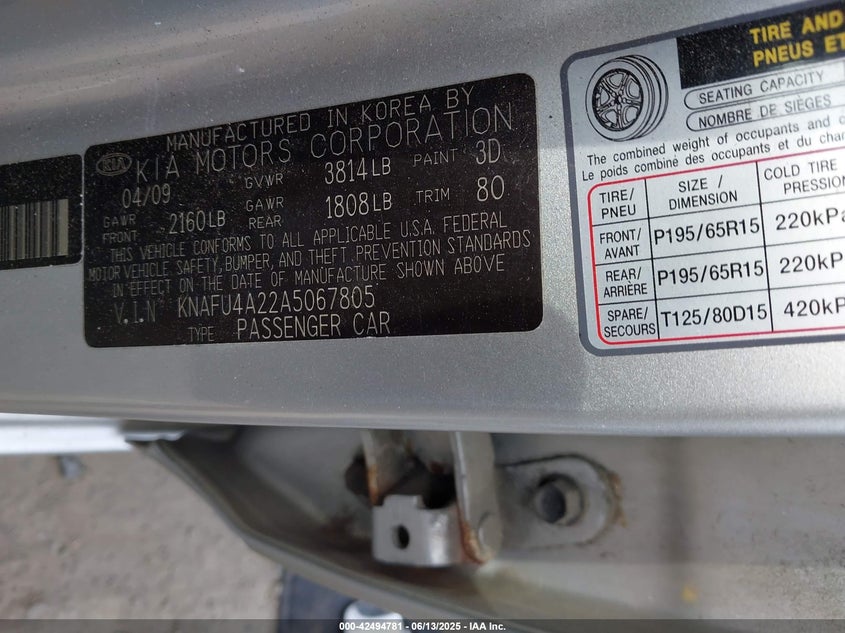 MANUFACTURED IN KOREA BY
KIA KIA MOTORS CORPORATION
04/09 GVWR 3814LB PAINT 3D
GAWR FRONT 2160LB GAWR REAR 1808LB TRIM 80
THIS VEHICLE CONFORMS TO ALL APPLICABLE U.S.A. FEDERAL
MOTOR VEHICLE, SAFETY, BUMPER, AND THEFT PREVENTION STANDARDS
IN EFFECT ON THE DATE OF MANUFACTURE SHOWN ABOVE
V.I.N KNAFU4A22A5067805
TYPE PASSENGER CAR
TIRE AND
PNEUS ET
SEATING CAPACITY
NOMBRE DE SIÈGES
The combined weight of occupants and
Le poids combiné des occupants et du
TIRE/ PNEU SIZE / DIMENSION COLD TIRE PRESSION
FRONT/ AVANT P195/65R15 220kPa
REAR/ ARRIÈRE P195/65R15 220kP
SPARE/ SECOURS T125/80D15 420kP
000-42494781 - 06/13/2025 - IAA Inc.